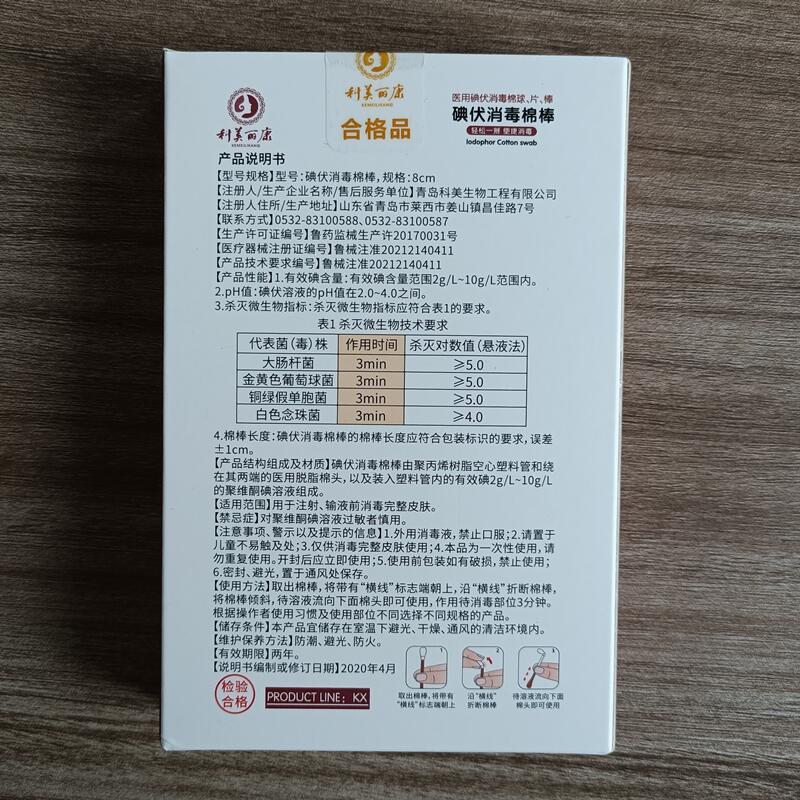 科美丽康
KEMEILIKANG
合格品
科美丽康
KEMEILIKANG
医用碘伏消毒棉球、片、棒
碘伏消毒棉棒
轻松一掰 便捷消毒
Iodophor Cotton swab
产品说明书
【型号规格】型号：碘伏消毒棉棒，规格：8cm
【注册人/生产企业名称/售后服务单位】青岛科美生物工程有限公司
【注册人住所/生产地址】山东省青岛市莱西市姜山镇昌佳路7号
【联系方式】0532-83100588、0532-83100587
【生产许可证编号】鲁药监械生产许20170031号
【医疗器械注册证编号】鲁械注准20212140411
【产品技术要求编号】鲁械注准20212140411
【产品性能】1.有效碘含量：有效碘含量范围2g/L~10g/L范围内。
2.pH值：碘伏溶液的pH值在2.0~4.0之间。
3.杀灭微生物指标：杀灭微生物指标应符合表1的要求。
表1 杀灭微生物技术要求
代表菌（毒）株 作用时间 杀灭对数值（悬液法）
大肠杆菌 3min ≥5.0
金黄色葡萄球菌 3min ≥5.0
铜绿假单胞菌 3min ≥5.0
白色念珠菌 3min ≥4.0
4.棉棒长度：碘伏消毒棉棒的棉棒长度应符合包装标识的要求，误差
±1cm。
【产品结构组成及材质】碘伏消毒棉棒由聚丙烯树脂空心塑料管和绕
在其两端的医用脱脂棉头，以及装入塑料管内的有效碘2g/L~10g/L
的聚维酮碘溶液组成。
【适用范围】用于注射、输液前消毒完整皮肤。
【禁忌症】对聚维酮碘溶液过敏者慎用。
【注意事项、警示以及提示的信息】1.外用消毒液，禁止口服；2.请置于
儿童不易触及处；3.仅供消毒完整皮肤使用；4.本品为一次性使用，请
勿重复使用。开封后应立即使用；5.使用前包装如有破损，禁止使用；
6.密封、避光，置于通风处保存。
【使用方法】取出棉棒，将带有“横线”标志端朝上，沿“横线”折断棉棒，
将棉棒倾斜，待溶液流向下面棉头即可使用，作用待消毒部位3分钟。
根据操作者使用习惯及使用部位不同选择不同规格的产品。
【储存条件】本产品宜储存在室温下避光、干燥、通风的清洁环境内。
【维护保养方法】防潮、避光、防火。
【有效期限】两年。
【说明书编制或修订日期】2020年4月
检验
合格
PRODUCT LINE：KX
1
取出棉棒，将带有
“横线”标志端朝上
2
沿“横线”
折断棉棒
3
待溶液流向下面
棉头即可使用